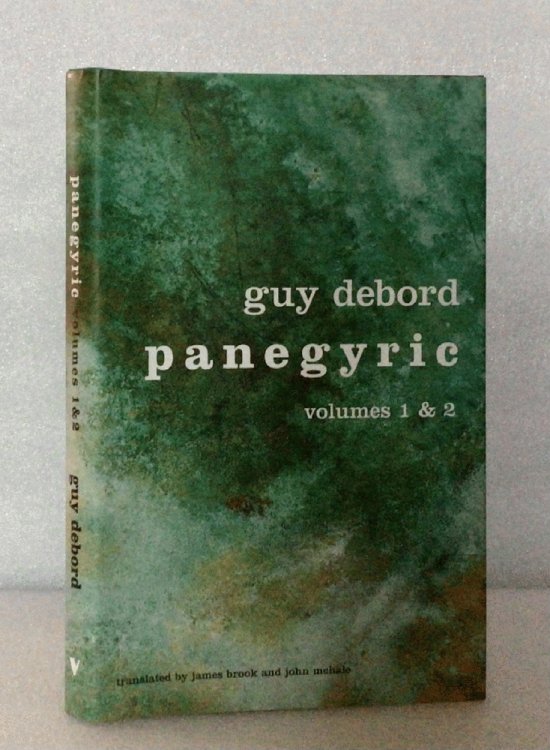 guy debord
panegyric
volumes 1 & 2
translated by james brook and john mchale
panegyric volumes 1 & 2
guy debord
V